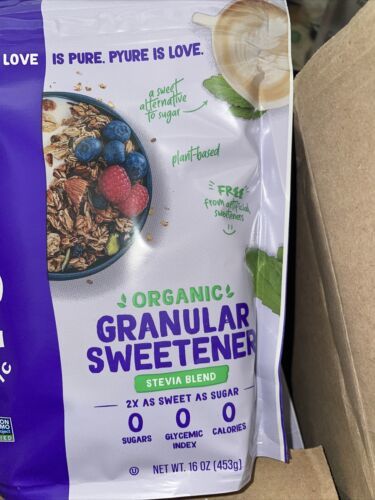 LOVE IS PURE. PYURE IS LOVE.
a sweet
alternative
to sugar
plant-based
FREE
from artificial
sweeteners
ORGANIC
GRANULAR
SWEETENER
STEVIA BLEND
2X AS SWEET AS SUGAR
0 0 0
SUGARS GLYCEMIC INDEX CALORIES
U NET WT. 16 OZ (453g)